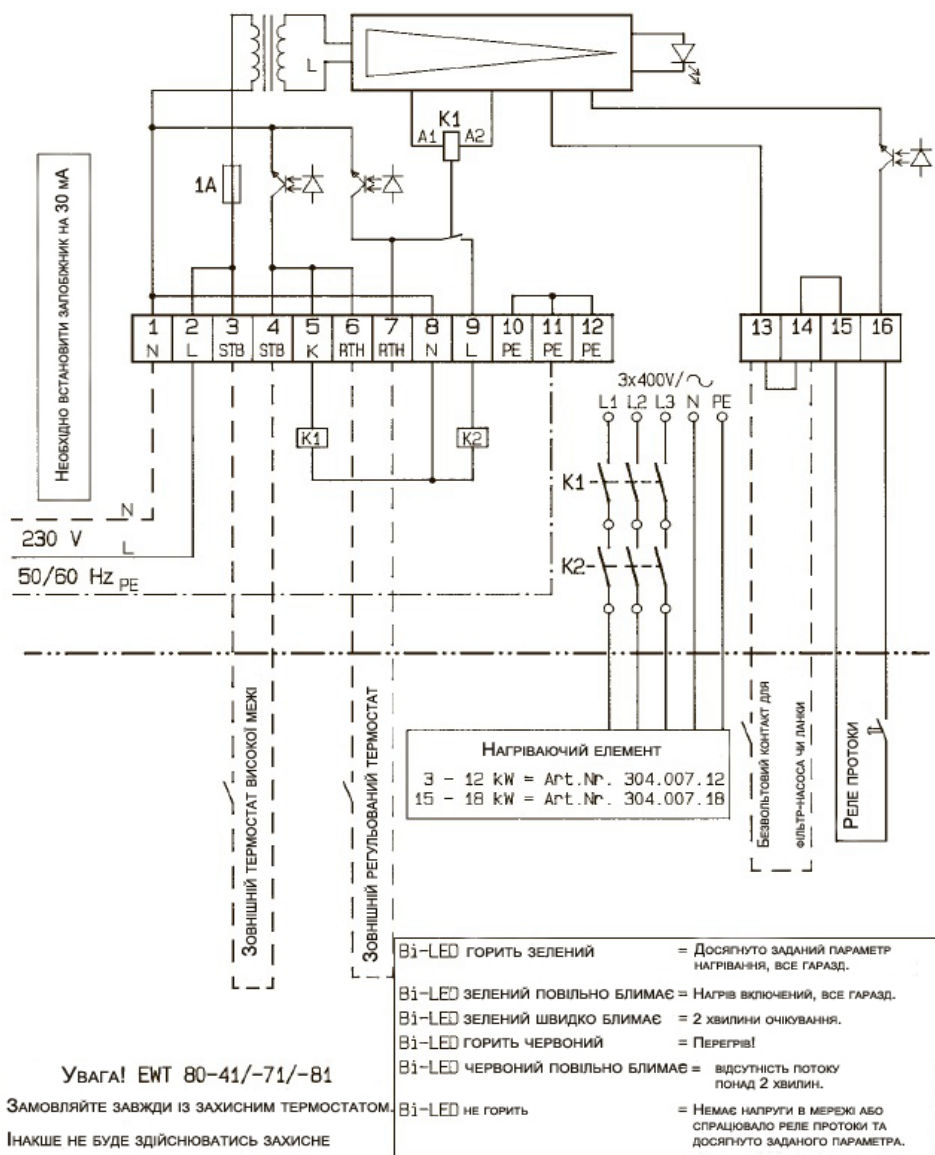 L
K1
A1 A2
1A
НЕОБХІДНО ВСТАНОВИТИ ЗАПОБІЖНИК НА 30 мА
1 2 3 4 5 6 7 8 9 10 11 12
N L STB STB K RTH RTH N L PE PE PE
13 14 15 16
3x400V/~
L1 L2 L3 N PE
K1 K2
K1
K2
N
230 V L
50/60 Hz PE
ЗОВНІШНІЙ ТЕРМОСТАТ ВИСОКОЇ МЕЖІ
ЗОВНІШНІЙ РЕГУЛЬОВАНИЙ ТЕРМОСТАТ
НАГРІВАЮЧИЙ ЕЛЕМЕНТ
3 - 12 kW = Art.Nr. 304.007.12
15 - 18 kW = Art.Nr. 304.007.18
БЕЗВОЛЬТОВИЙ КОНТАКТ ДЛЯ
ФІЛЬТР-НАСОСА ЧИ ЛАНКИ
РЕЛЕ ПРОТОКИ
Bi-LED ГОРИТЬ ЗЕЛЕНИЙ = ДОСЯГНУТО ЗАДАНИЙ ПАРАМЕТР
НАГРІВАННЯ, ВСЕ ГАРАЗД.
Bi-LED ЗЕЛЕНИЙ ПОВІЛЬНО БЛИМАЄ = НАГРІВ ВКЛЮЧЕНИЙ, ВСЕ ГАРАЗД.
Bi-LED ЗЕЛЕНИЙ ШВИДКО БЛИМАЄ = 2 ХВИЛИНИ ОЧІКУВАННЯ.
Bi-LED ГОРИТЬ ЧЕРВОНИЙ = ПЕРЕГРІВ!
Bi-LED ЧЕРВОНИЙ ПОВІЛЬНО БЛИМАЄ = ВІДСУТНІСТЬ ПОТОКУ
ПОНАД 2 ХВИЛИН.
Bi-LED НЕ ГОРИТЬ = НЕМАЄ НАПРУГИ В МЕРЕЖІ АБО
СПРАЦЮВАЛО РЕЛЕ ПРОТОКИ ТА
ДОСЯГНУТО ЗАДАНОГО ПАРАМЕТРА.
УВАГА! EWT 80-41/-71/-81
ЗАМОВЛЯЙТЕ ЗАВЖДИ ІЗ ЗАХИСНИМ ТЕРМОСТАТОМ.
ІНАКШЕ НЕ БУДЕ ЗДІЙСНЮВАТИСЬ ЗАХИСНЕ